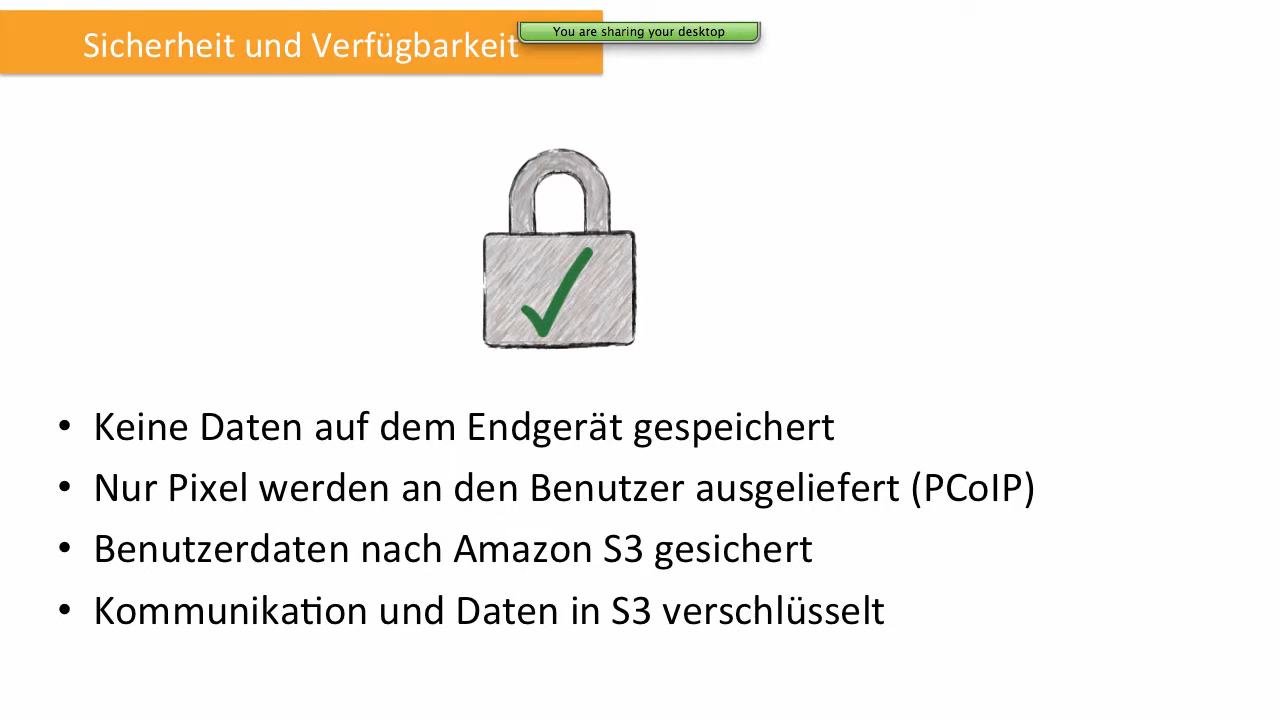 Sicherheit und Verfügbarkeit
You are sharing your desktop
• Keine Daten auf dem Endgerät gespeichert
• Nur Pixel werden an den Benutzer ausgeliefert (PCoIP)
• Benutzerdaten nach Amazon S3 gesichert
• Kommunikation und Daten in S3 verschlüsselt